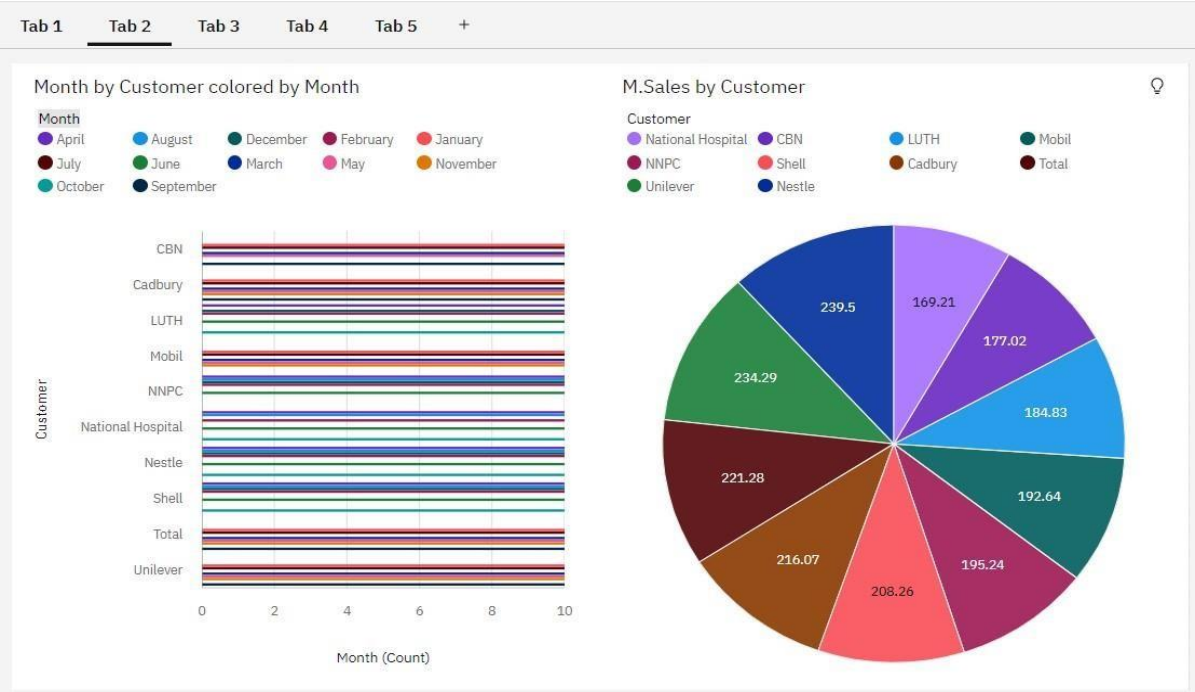 Tab 1 Tab 2 Tab 3 Tab 4 Tab 5 +
Month by Customer colored by Month
Month
April August December February January
July June March May November
October September
CBN
Cadbury
LUTH
Mobil
NNPC
National Hospital
Nestle
Shell
Total
Unilever
Customer
0 2 4 6 8 10
Month (Count)
M.Sales by Customer
Customer
National Hospital CBN LUTH Mobil
NNPC Shell Cadbury Total
Unilever Nestle
239.5 169.21
177.02
234.29
184.83
221.28
192.64
216.07
195.24
208.26